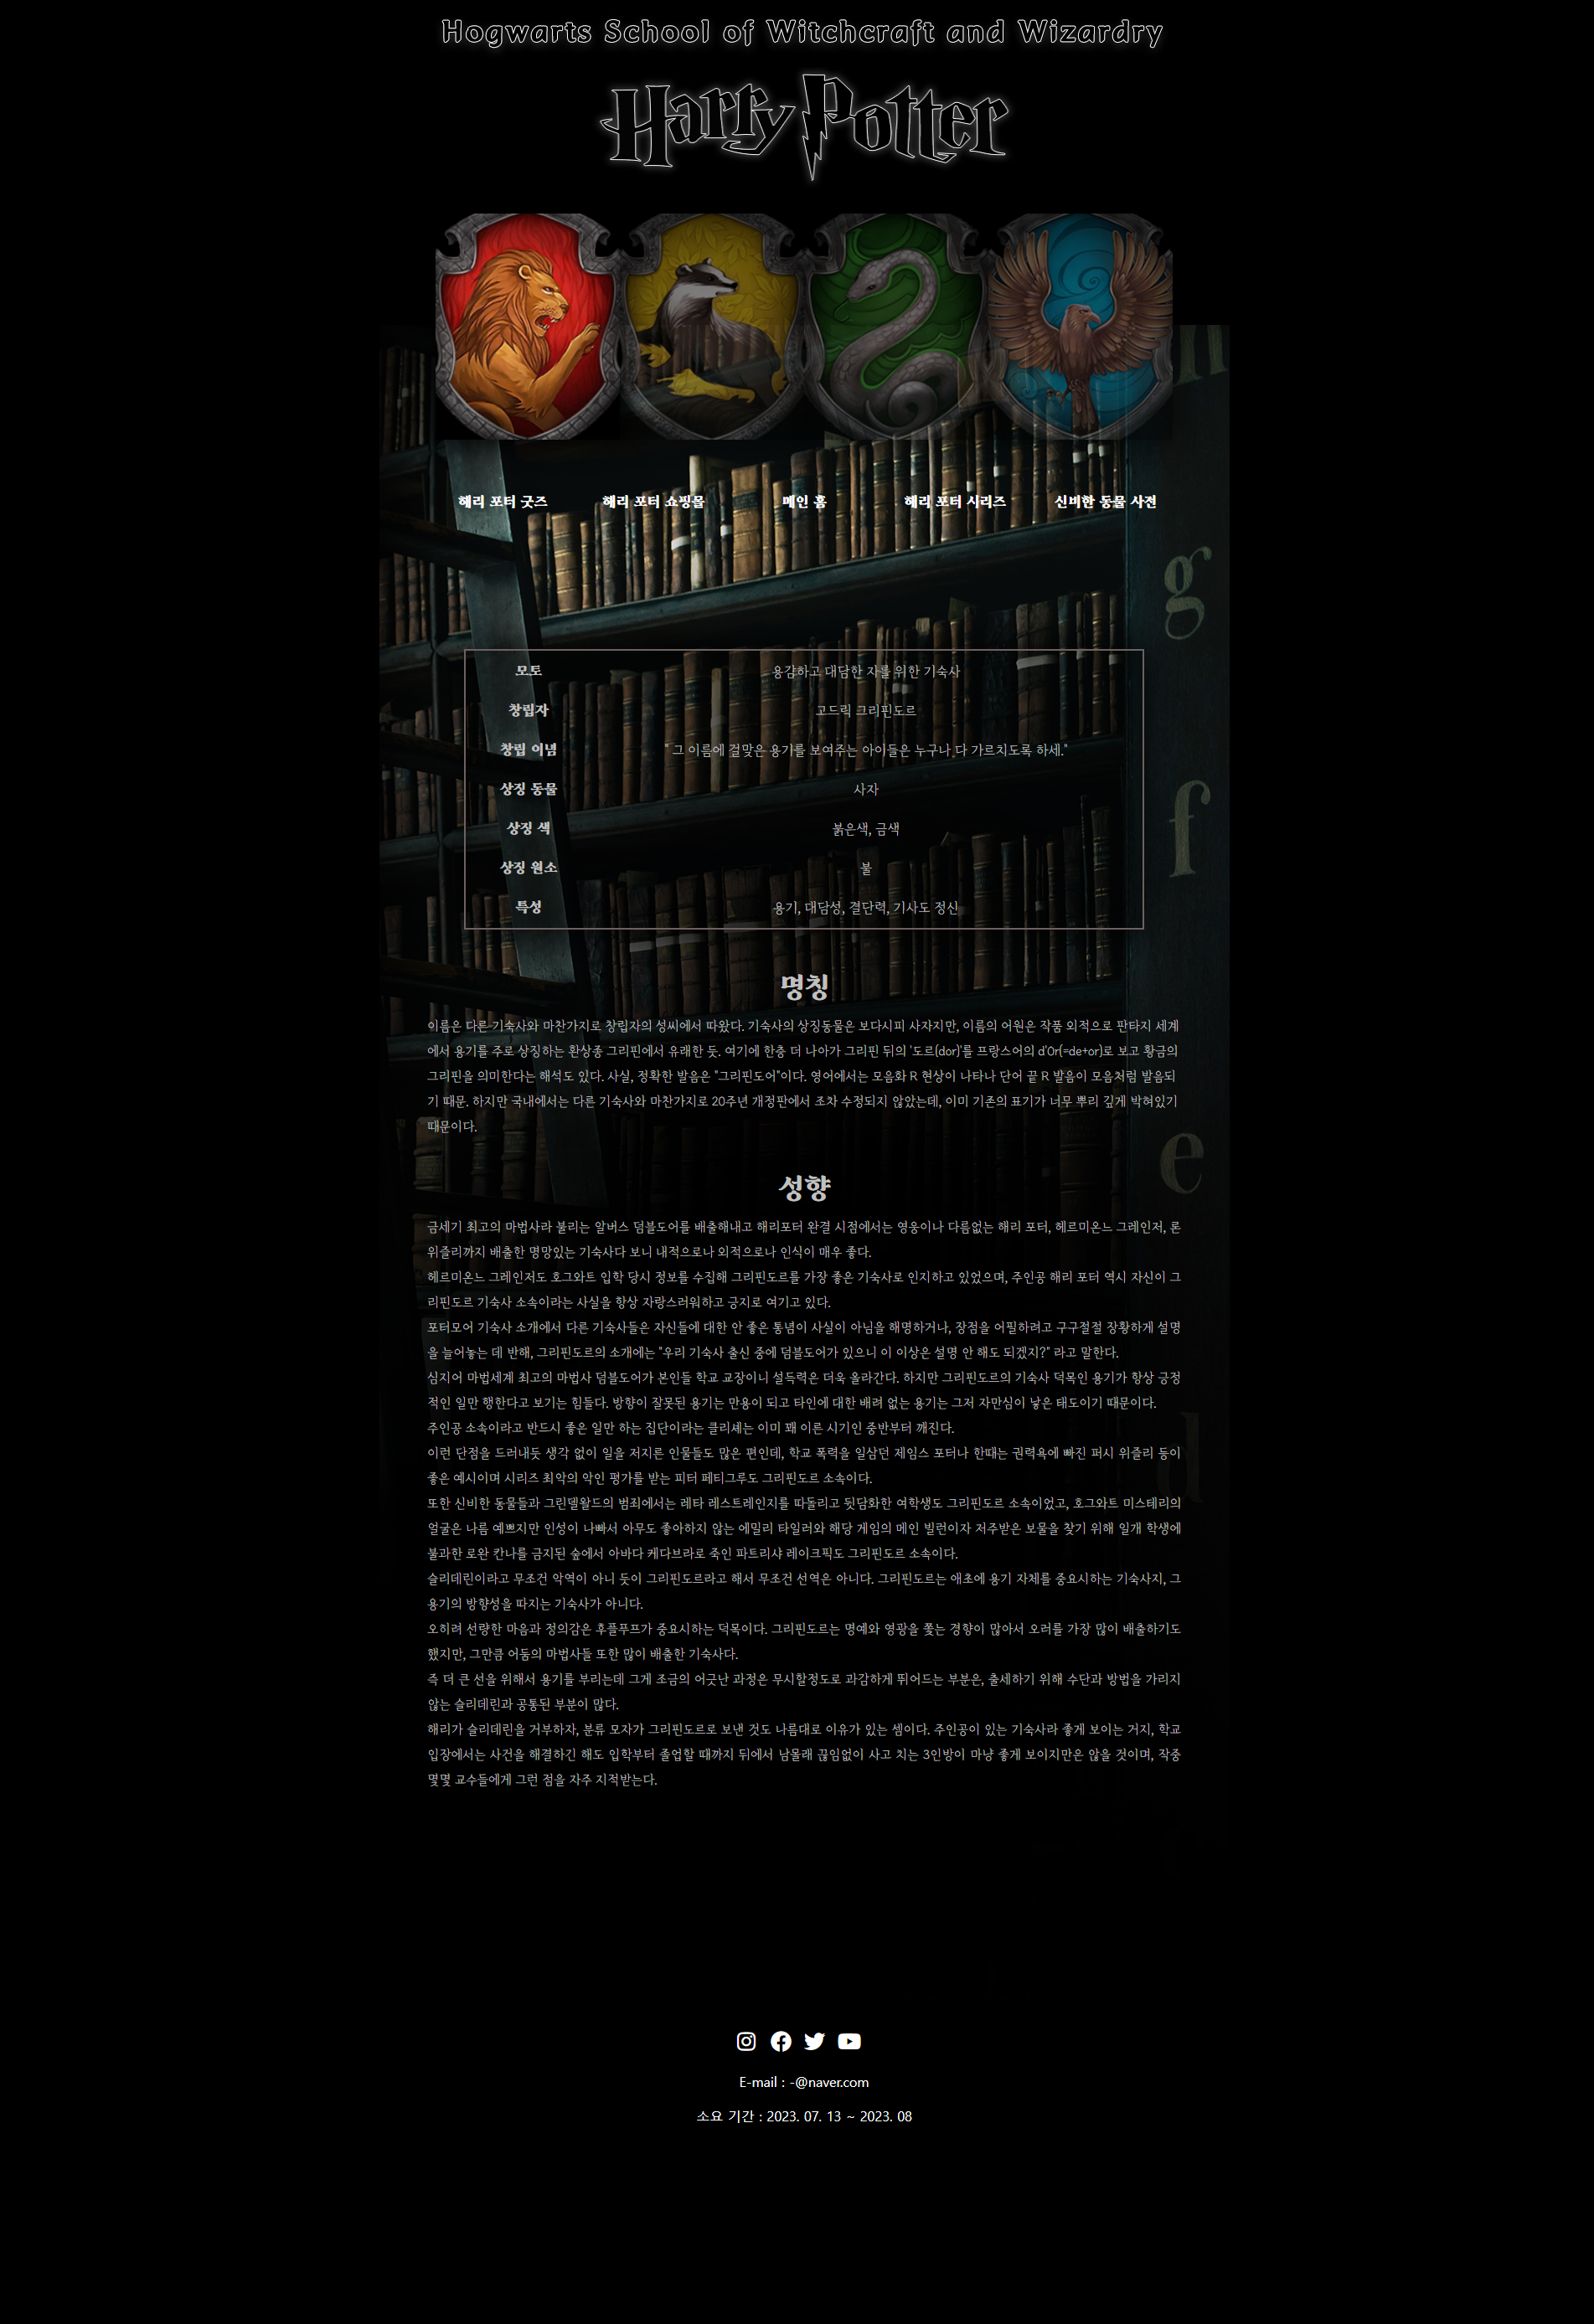 Hogwarts School of Witchcraft and Wizardry
Harry Potter
해리 포터 굿즈 해리 포터 쇼핑몰 메인 홈 해리 포터 시리즈 신비한 동물 사전
n
g
f
e
d
모토 용감하고 대담한 자를 위한 기숙사
창립자 고드릭 그리핀도르
창립 이념 " 그 이름에 걸맞은 용기를 보여주는 아이들은 누구나 다 가르치도록 하세."
상징 동물 사자
상징 색 붉은색, 금색
상징 원소 불
특성 용기, 대담성, 결단력, 기사도 정신
명칭
이름은 다른 기숙사와 마찬가지로 창립자의 성씨에서 따왔다. 기숙사의 상징동물은 보다시피 사자지만, 이름의 어원은 작품 외적으로 판타지 세계
에서 용기를 주로 상징하는 환상종 그리핀에서 유래한 듯. 여기에 한층 더 나아가 그리핀 뒤의 '도르(dor)'를 프랑스어의 d'Or(=de+or)로 보고 황금의
그리핀을 의미한다는 해석도 있다. 사실, 정확한 발음은 "그리핀도어"이다. 영어에서는 모음화 R 현상이 나타나 단어 끝 R 발음이 모음처럼 발음되
기 때문. 하지만 국내에서는 다른 기숙사와 마찬가지로 20주년 개정판에서 조차 수정되지 않았는데, 이미 기존의 표기가 너무 뿌리 깊게 박혀있기
때문이다.
성향
금세기 최고의 마법사라 불리는 알버스 덤블도어를 배출해내고 해리포터 완결 시점에서는 영웅이나 다름없는 해리 포터, 헤르미온느 그레인저, 론
위즐리까지 배출한 명망있는 기숙사다 보니 내적으로나 외적으로나 인식이 매우 좋다.
헤르미온느 그레인저도 호그와트 입학 당시 정보를 수집해 그리핀도르를 가장 좋은 기숙사로 인지하고 있었으며, 주인공 해리 포터 역시 자신이 그
리핀도르 기숙사 소속이라는 사실을 항상 자랑스러워하고 긍지로 여기고 있다.
포터모어 기숙사 소개에서 다른 기숙사들은 자신들에 대한 안 좋은 통념이 사실이 아님을 해명하거나, 장점을 어필하려고 구구절절 장황하게 설명
을 늘어놓는 데 반해, 그리핀도르의 소개에는 "우리 기숙사 출신 중에 덤블도어가 있으니 이 이상은 설명 안 해도 되겠지?" 라고 말한다.
심지어 마법세계 최고의 마법사 덤블도어가 본인들 학교 교장이니 설득력은 더욱 올라간다. 하지만 그리핀도르의 기숙사 덕목인 용기가 항상 긍정
적인 일만 행한다고 보기는 힘들다. 방향이 잘못된 용기는 만용이 되고 타인에 대한 배려 없는 용기는 그저 자만심이 낳은 태도이기 때문이다.
주인공 소속이라고 반드시 좋은 일만 하는 집단이라는 클리셰는 이미 꽤 이른 시기인 중반부터 깨진다.
이런 단점을 드러내듯 생각 없이 일을 저지른 인물들도 많은 편인데, 학교 폭력을 일삼던 제임스 포터나 한때는 권력욕에 빠진 퍼시 위즐리 등이
좋은 예시이며 시리즈 최악의 악인 평가를 받는 피터 페티그루도 그리핀도르 소속이다.
또한 신비한 동물들과 그린델왈드의 범죄에서는 레타 레스트레인지를 따돌리고 뒷담화한 여학생도 그리핀도르 소속이었고, 호그와트 미스테리의
얼굴은 나름 예쁘지만 인성이 나빠서 아무도 좋아하지 않는 에밀리 타일러와 해당 게임의 메인 빌런이자 저주받은 보물을 찾기 위해 일개 학생에
불과한 로완 칸나를 금지된 숲에서 아바다 케다브라로 죽인 파트리샤 레이크픽도 그리핀도르 소속이다.
슬리데린이라고 무조건 악역이 아니 듯이 그리핀도르라고 해서 무조건 선역은 아니다. 그리핀도르는 애초에 용기 자체를 중요시하는 기숙사지, 그
용기의 방향성을 따지는 기숙사가 아니다.
오히려 선량한 마음과 정의감은 후플푸프가 중요시하는 덕목이다. 그리핀도르는 명예와 영광을 쫓는 경향이 많아서 오러를 가장 많이 배출하기도
했지만, 그만큼 어둠의 마법사들 또한 많이 배출한 기숙사다.
즉 더 큰 선을 위해서 용기를 부리는데 그게 조금의 어긋난 과정은 무시할정도로 과감하게 뛰어드는 부분은, 출세하기 위해 수단과 방법을 가리지
않는 슬리데린과 공통된 부분이 많다.
해리가 슬리데린을 거부하자, 분류 모자가 그리핀도르로 보낸 것도 나름대로 이유가 있는 셈이다. 주인공이 있는 기숙사라 좋게 보이는 거지, 학교
입장에서는 사건을 해결하긴 해도 입학부터 졸업할 때까지 뒤에서 남몰래 끊임없이 사고 치는 3인방이 마냥 좋게 보이지만은 않을 것이며, 작중
몇몇 교수들에게 그런 점을 자주 지적받는다.
E-mail : -@naver.com
소요 기간 : 2023. 07. 13 ~ 2023. 08